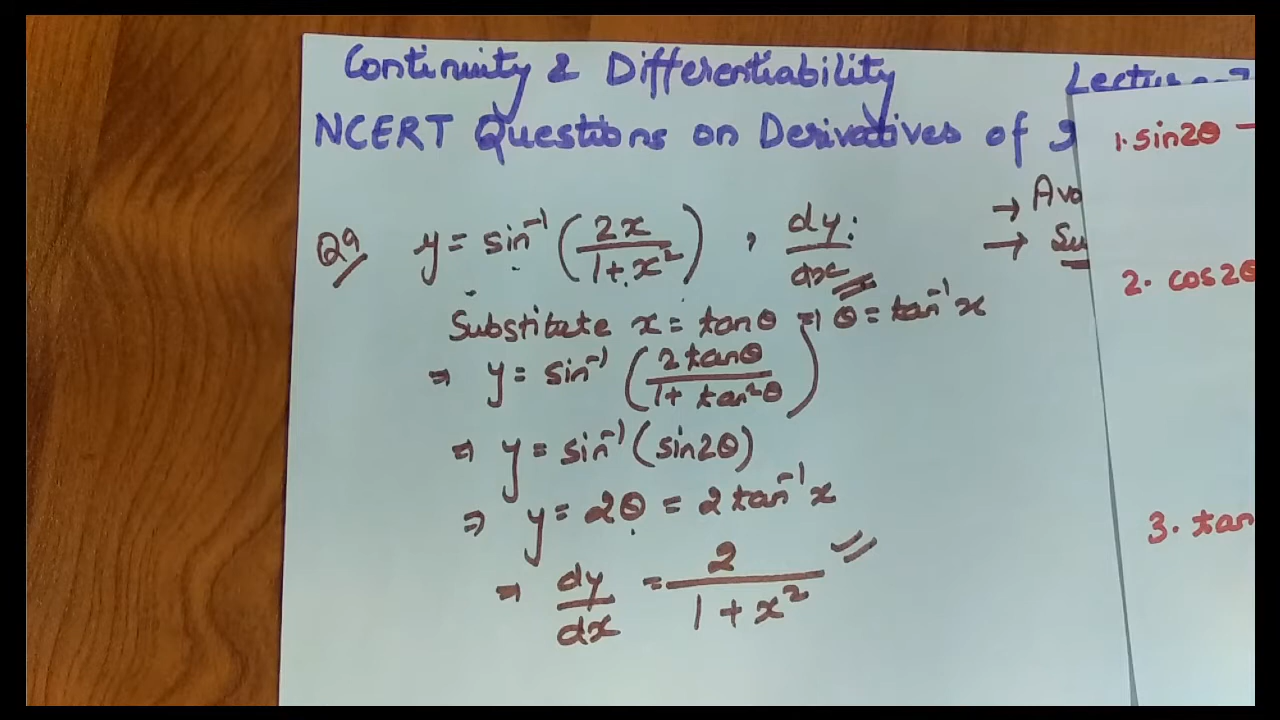 Continuity & Differentiability
NCERT Questions on Derivatives of
Q9 y = sin⁻¹(2x/(1+x²)), dy/dx:
Substitute x = tanθ ⇒ θ = tan⁻¹x
⇒ y = sin⁻¹(2tanθ/(1+tan²θ))
⇒ y = sin⁻¹(sin2θ)
⇒ y = 2θ = 2tan⁻¹x
⇒ dy/dx = 2/(1+x²)
→ Avo
→ Su
1. sin2θ
2. cos2θ
3. tan